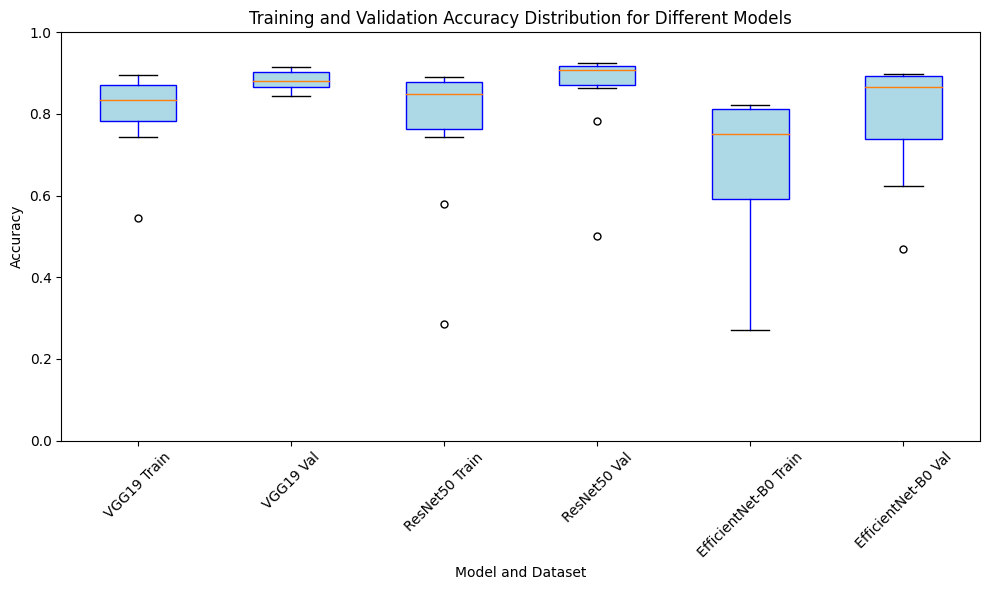 Training and Validation Accuracy Distribution for Different Models
1.0
0.8
0.6
0.4
0.2
0.0
Accuracy
VGG19 Train
VGG19 Val
ResNet50 Train
ResNet50 Val
EfficientNet-B0 Train
EfficientNet-B0 Val
Model and Dataset